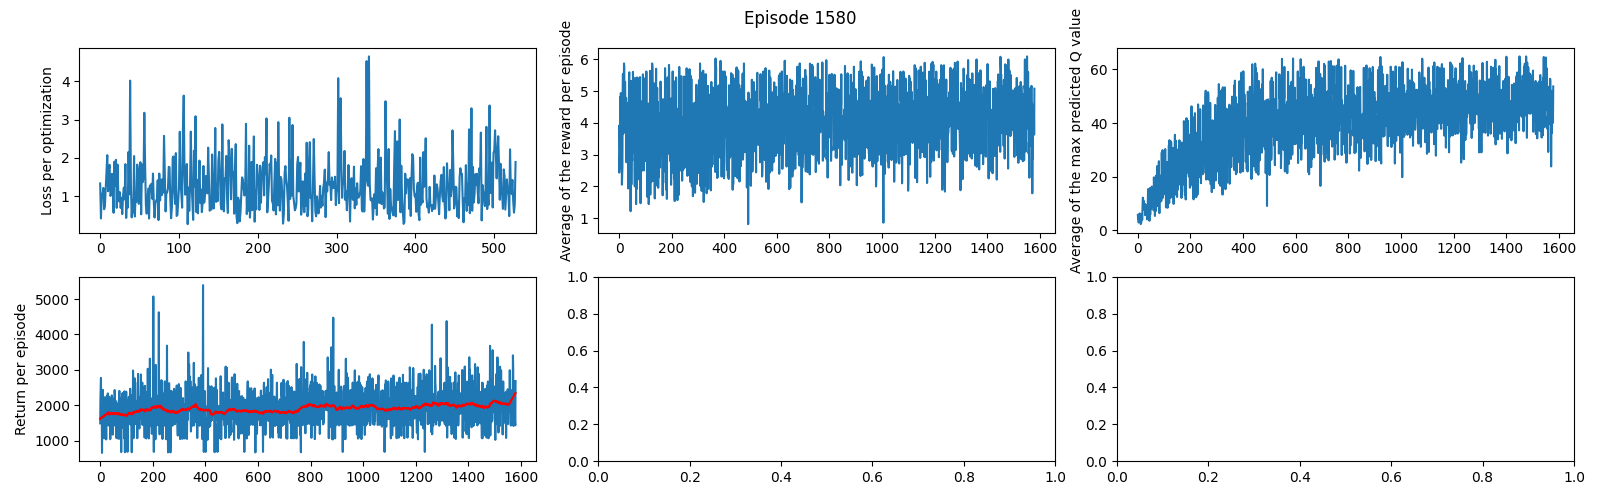 Episode 1580
Loss per optimization
4
3
2
1
0 100 200 300 400 500
Average of the reward per episode
6
5
4
3
2
1
0 200 400 600 800 1000 1200 1400 1600
Average of the max predicted Q value
60
40
20
0
0 200 400 600 800 1000 1200 1400 1600
Return per episode
5000
4000
3000
2000
1000
0 200 400 600 800 1000 1200 1400 1600
1.0
0.8
0.6
0.4
0.2
0.0
0.0 0.2 0.4 0.6 0.8 1.0
1.0
0.8
0.6
0.4
0.2
0.0
0.0 0.2 0.4 0.6 0.8 1.0